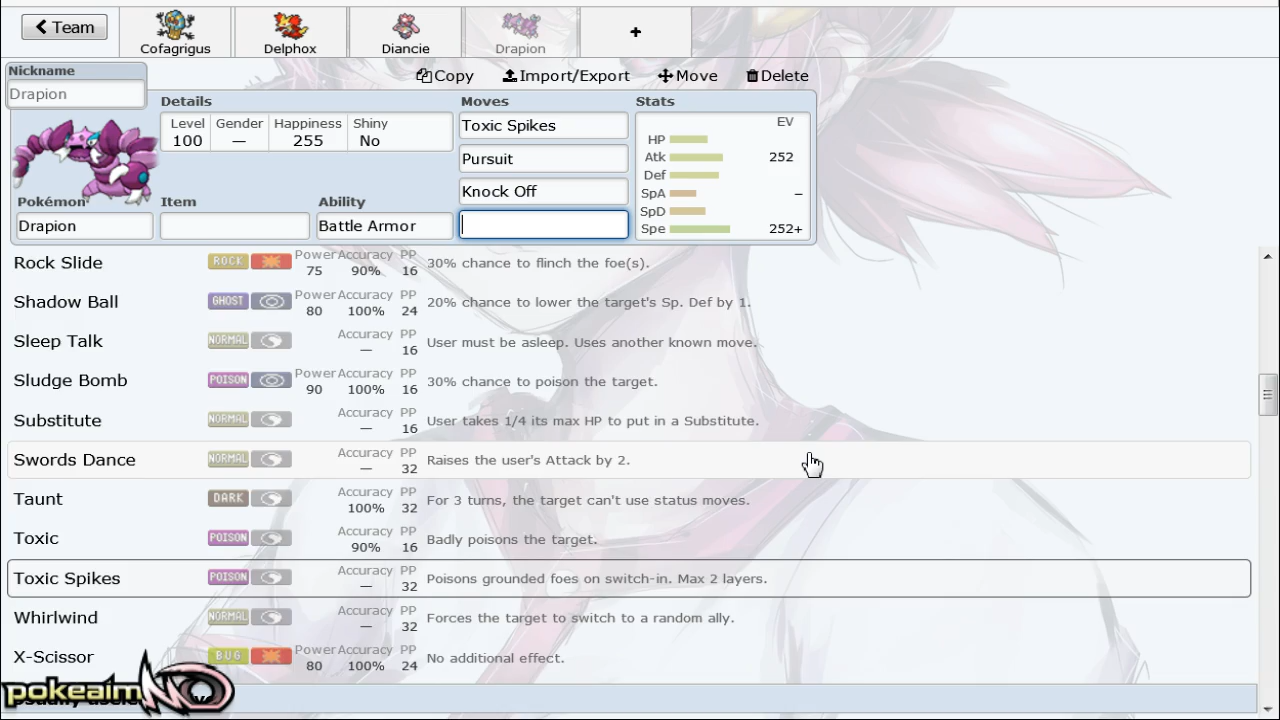 Team
Cofagrigus
Delphox
Diancie
Drapion
+
Nickname
Drapion
Copy
Import/Export
Move
Delete
Details
Level
100
Gender
—
Happiness
255
Shiny
No
Moves
Toxic Spikes
Pursuit
Knock Off
Stats
EV
HP
Atk 252
Def
SpA –
SpD
Spe 252+
Pokémon
Drapion
Item
Ability
Battle Armor
Rock Slide ROCK Power 75 Accuracy 90% PP 16 30% chance to flinch the foe(s).
Shadow Ball GHOST Power 80 Accuracy 100% PP 24 20% chance to lower the target's Sp. Def by 1.
Sleep Talk NORMAL Accuracy — PP 16 User must be asleep. Uses another known move.
Sludge Bomb POISON Power 90 Accuracy 100% PP 16 30% chance to poison the target.
Substitute NORMAL Accuracy — PP 16 User takes 1/4 its max HP to put in a Substitute.
Swords Dance NORMAL Accuracy — PP 32 Raises the user's Attack by 2.
Taunt DARK Accuracy 100% PP 32 For 3 turns, the target can't use status moves.
Toxic POISON Accuracy 90% PP 16 Badly poisons the target.
Toxic Spikes POISON Accuracy — PP 32 Poisons grounded foes on switch-in. Max 2 layers.
Whirlwind NORMAL Accuracy — PP 32 Forces the target to switch to a random ally.
X-Scissor BUG Power 80 Accuracy 100% PP 24 No additional effect.
pokeaimMD